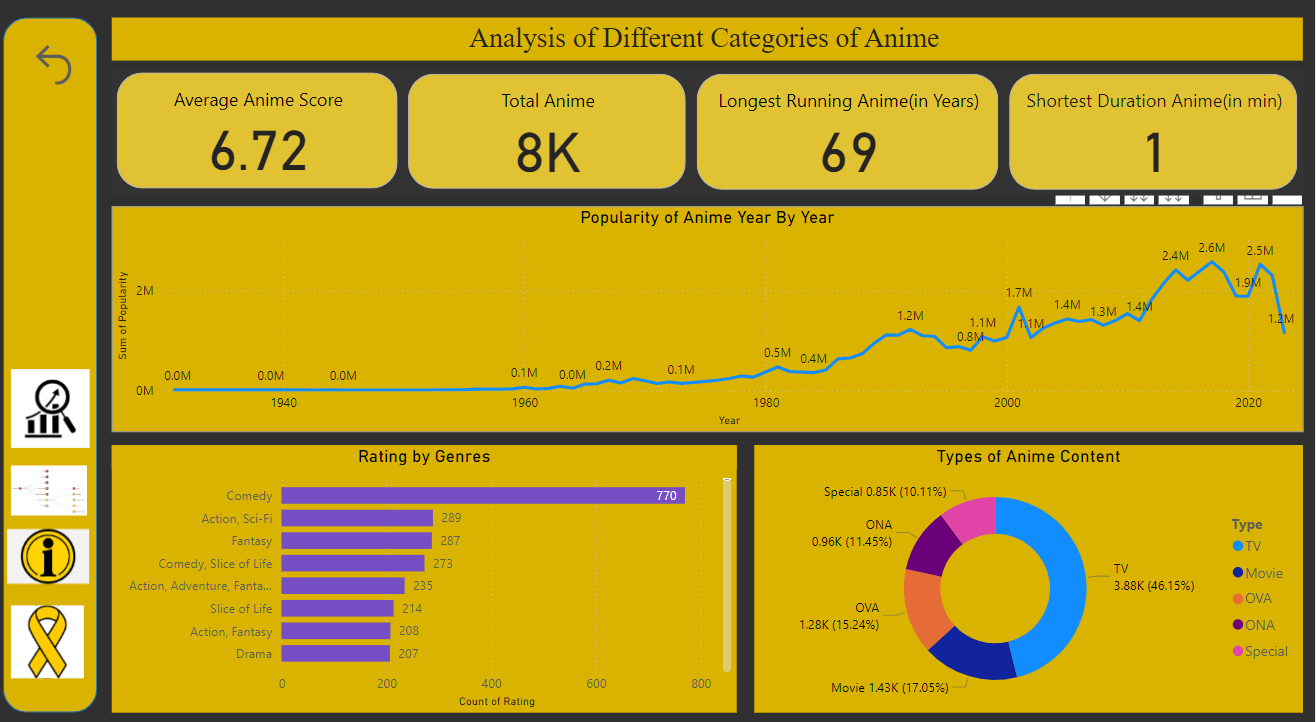 Analysis of Different Categories of Anime
Average Anime Score
6.72
Total Anime
8K
Longest Running Anime(in Years)
69
Shortest Duration Anime(in min)
1
Popularity of Anime Year By Year
Sum of Popularity
2M
0M
0.0M
0.0M
0.0M
0.1M
0.0M
0.2M
0.1M
0.5M
0.4M
1.2M
0.8M
1.1M
1.7M
1.1M
1.4M
1.3M
1.4M
2.4M
2.6M
1.9M
2.5M
1.2M
1940
1960
1980
2000
2020
Year
Rating by Genres
Comedy
770
Action, Sci-Fi
289
Fantasy
287
Comedy, Slice of Life
273
Action, Adventure, Fanta...
235
Slice of Life
214
Action, Fantasy
208
Drama
207
0
200
400
600
800
Count of Rating
Types of Anime Content
Special 0.85K (10.11%)
ONA
0.96K (11.45%)
OVA
1.28K (15.24%)
Movie 1.43K (17.05%)
TV
3.88K (46.15%)
Type
TV
Movie
OVA
ONA
Special